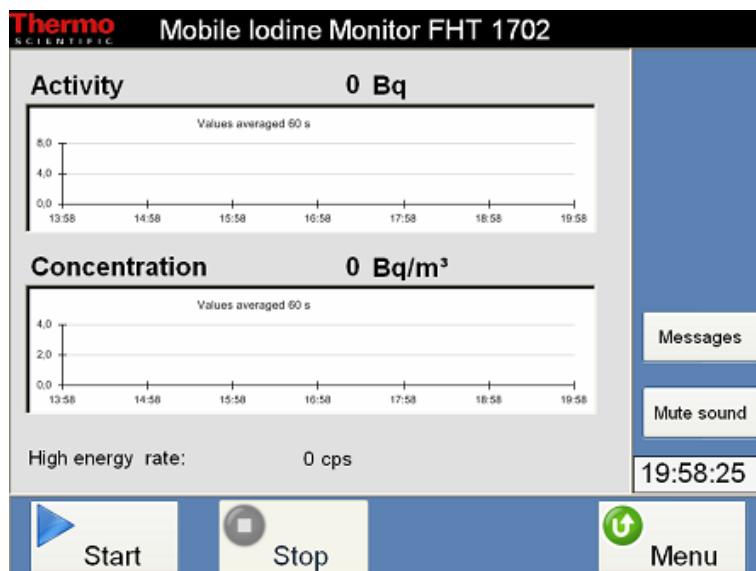 Thermo
SCIENTIFIC
Mobile Iodine Monitor FHT 1702
Activity 0 Bq
Values averaged 60 s
8,0
4,0
0,0
13:58 14:58 15:58 16:58 17:58 18:58 19:58
Concentration 0 Bq/m³
Values averaged 60 s
4,0
2,0
0,0
13:58 14:58 15:58 16:58 17:58 18:58 19:58
High energy rate: 0 cps
Messages
Mute sound
19:58:25
Start Stop Menu